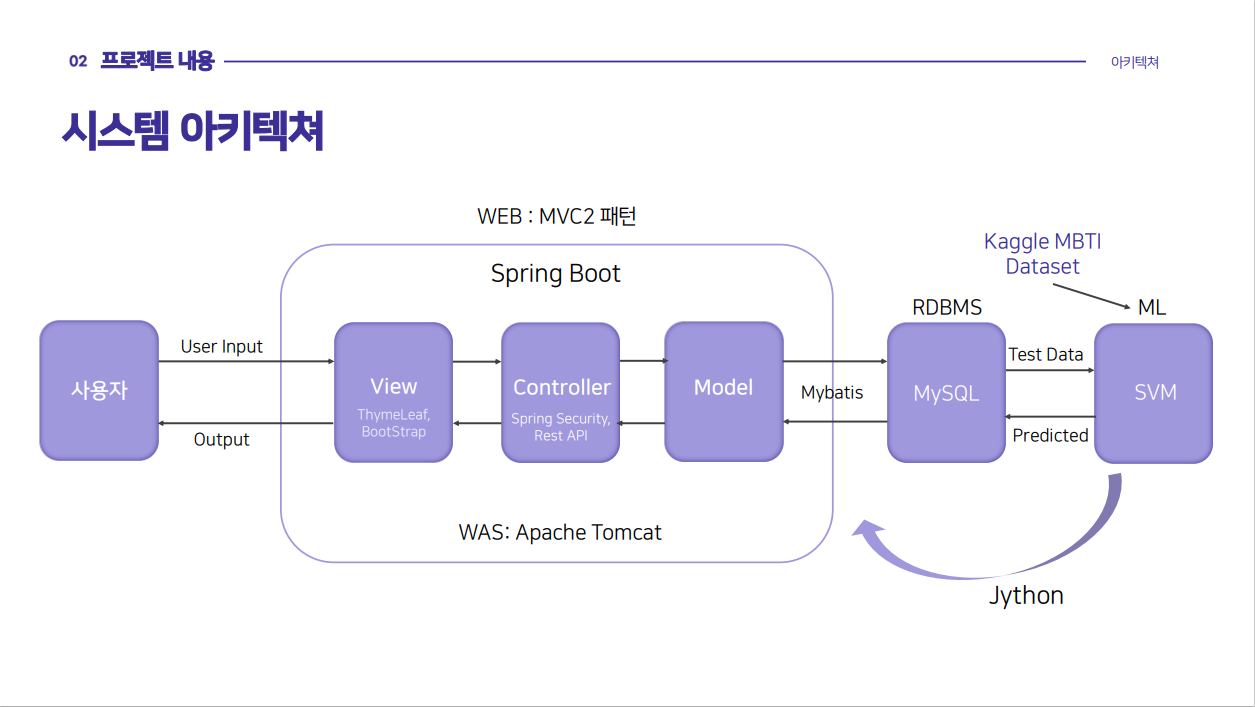 02 프로젝트 내용
아키텍쳐
시스템 아키텍쳐
WEB : MVC2 패턴
Kaggle MBTI
Dataset
Spring Boot
RDBMS
ML
User Input
Test Data
사용자
View
Controller
Model
Mybatis
MySQL
SVM
ThymeLeaf,
BootStrap
Spring Security,
Rest API
Output
Predicted
WAS: Apache Tomcat
Jython